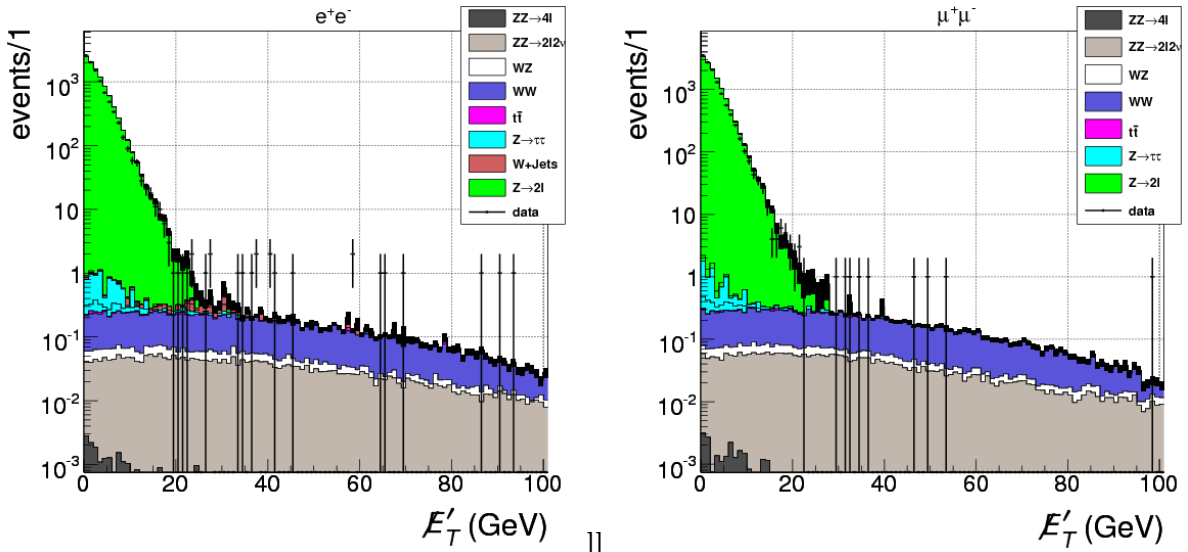 e⁺e⁻
events/1
10³
10²
10
1
10⁻¹
10⁻²
10⁻³
0 20 40 60 80 100
E̸′_T (GeV)
ZZ→4l
ZZ→2l2ν
WZ
WW
tt̄
Z→ττ
W+Jets
Z→2l
data
μ⁺μ⁻
events/1
10³
10²
10
1
10⁻¹
10⁻²
10⁻³
0 20 40 60 80 100
E̸′_T (GeV)
ZZ→4l
ZZ→2l2ν
WZ
WW
tt̄
Z→ττ
Z→2l
data
ll